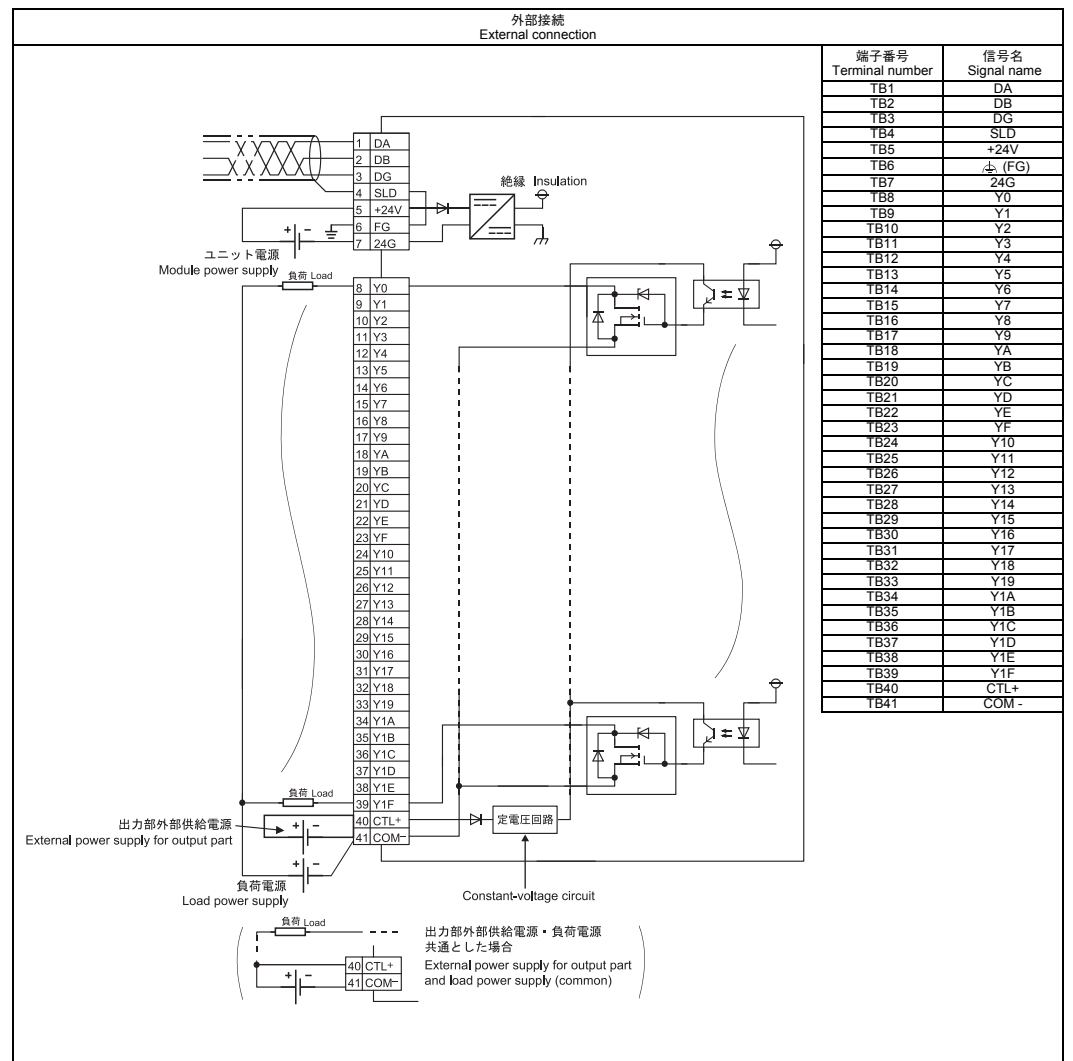 外部接続
External connection
端子番号 信号名
Terminal number Signal name
TB1 DA
TB2 DB
TB3 DG
TB4 SLD
TB5 +24V
TB6 (FG)
TB7 24G
TB8 Y0
TB9 Y1
TB10 Y2
TB11 Y3
TB12 Y4
TB13 Y5
TB14 Y6
TB15 Y7
TB16 Y8
TB17 Y9
TB18 YA
TB19 YB
TB20 YC
TB21 YD
TB22 YE
TB23 YF
TB24 Y10
TB25 Y11
TB26 Y12
TB27 Y13
TB28 Y14
TB29 Y15
TB30 Y16
TB31 Y17
TB32 Y18
TB33 Y19
TB34 Y1A
TB35 Y1B
TB36 Y1C
TB37 Y1D
TB38 Y1E
TB39 Y1F
TB40 CTL+
TB41 COM -
1 DA
2 DB
3 DG
4 SLD
5 +24V
6 FG
7 24G
絶縁 Insulation
+ −
ユニット電源
Module power supply
負荷 Load
8 Y0
9 Y1
10 Y2
11 Y3
12 Y4
13 Y5
14 Y6
15 Y7
16 Y8
17 Y9
18 YA
19 YB
20 YC
21 YD
22 YE
23 YF
24 Y10
25 Y11
26 Y12
27 Y13
28 Y14
29 Y15
30 Y16
31 Y17
32 Y18
33 Y19
34 Y1A
35 Y1B
36 Y1C
37 Y1D
38 Y1E
39 Y1F
40 CTL+
41 COM−
負荷 Load
出力部外部供給電源
External power supply for output part
+ −
定電圧回路
+ −
負荷電源
Load power supply
Constant-voltage circuit
負荷 Load
40 CTL+
41 COM−
+ −
出力部外部供給電源・負荷電源
共通とした場合
External power supply for output part
and load power supply (common)